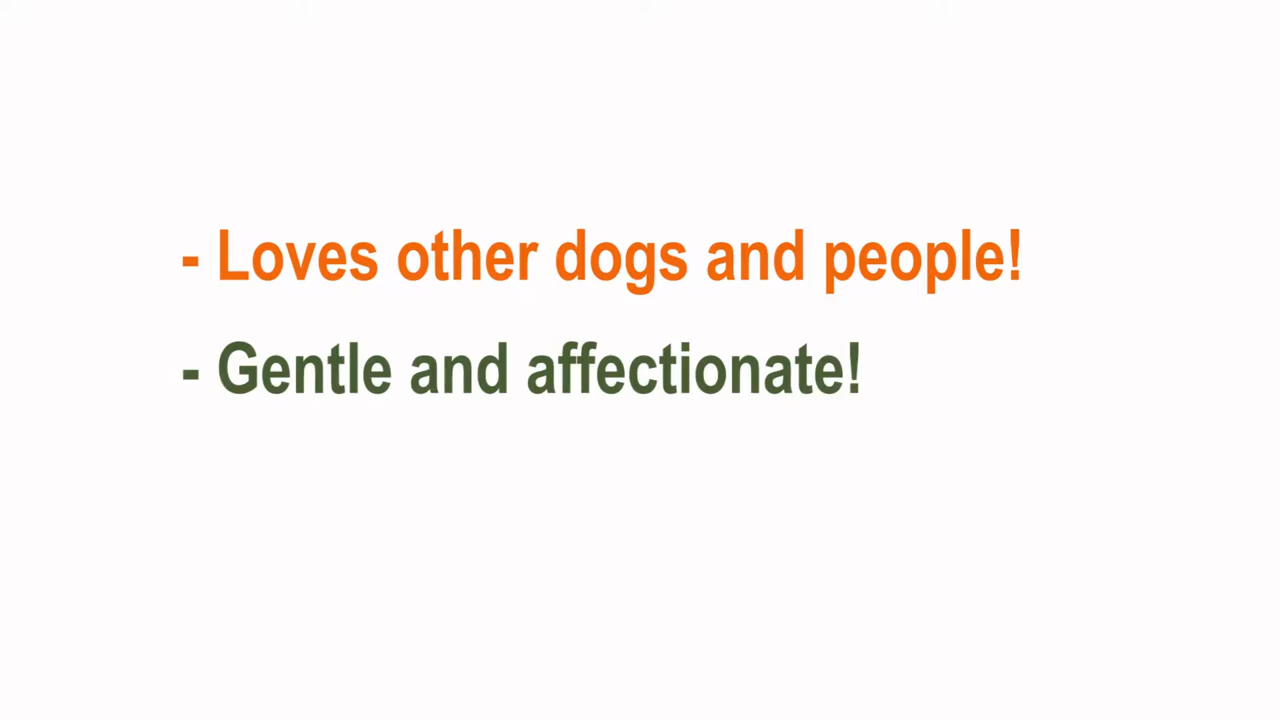 - Loves other dogs and people!
- Gentle and affectionate!